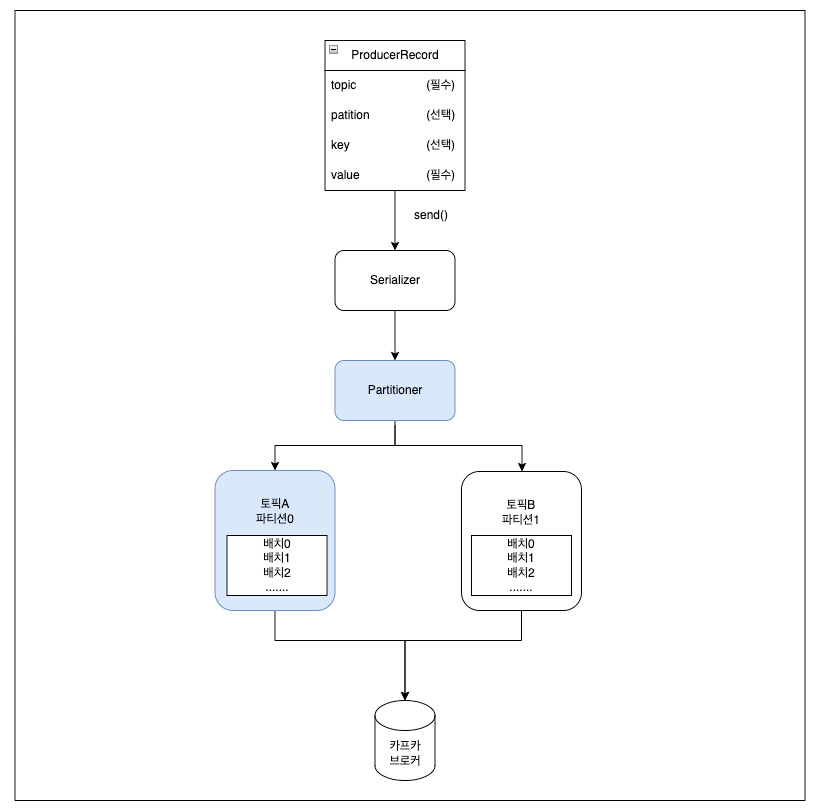 ProducerRecord
topic (필수)
patition (선택)
key (선택)
value (필수)
send()
Serializer
Partitioner
토픽A
파티션0
배치0
배치1
배치2
.......
토픽B
파티션1
배치0
배치1
배치2
.......
카프카
브로커